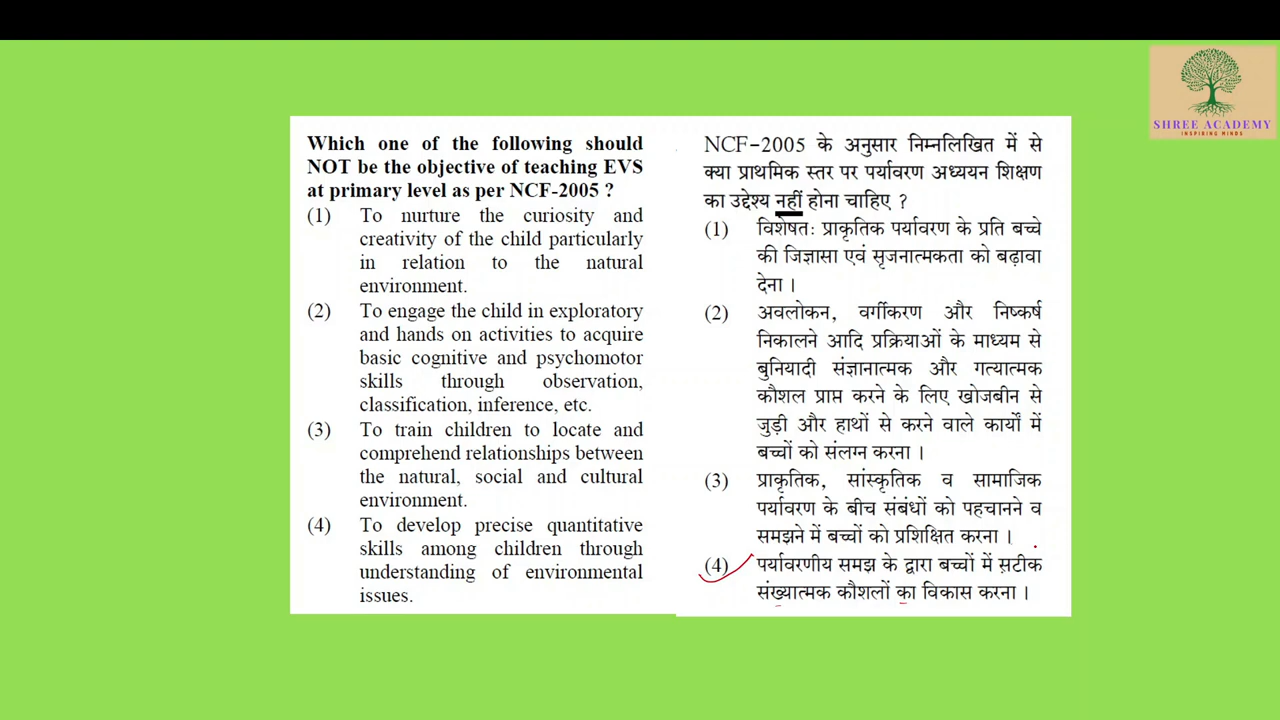 SHREE ACADEMY
INSPIRING MINDS
Which one of the following should
NOT be the objective of teaching EVS
at primary level as per NCF-2005 ?
(1) To nurture the curiosity and
creativity of the child particularly
in relation to the natural
environment.
(2) To engage the child in exploratory
and hands on activities to acquire
basic cognitive and psychomotor
skills through observation,
classification, inference, etc.
(3) To train children to locate and
comprehend relationships between
the natural, social and cultural
environment.
(4) To develop precise quantitative
skills among children through
understanding of environmental
issues.
NCF-2005 के अनुसार निम्नलिखित में से
क्या प्राथमिक स्तर पर पर्यावरण अध्ययन शिक्षण
का उद्देश्य नहीं होना चाहिए ?
(1) विशेषतः प्राकृतिक पर्यावरण के प्रति बच्चे
की जिज्ञासा एवं सृजनात्मकता को बढ़ावा
देना ।
(2) अवलोकन, वर्गीकरण और निष्कर्ष
निकालने आदि प्रक्रियाओं के माध्यम से
बुनियादी संज्ञानात्मक और गत्यात्मक
कौशल प्राप्त करने के लिए खोजबीन से
जुड़ी और हाथों से करने वाले कार्यों में
बच्चों को संलग्न करना ।
(3) प्राकृतिक, सांस्कृतिक व सामाजिक
पर्यावरण के बीच संबंधों को पहचानने व
समझने में बच्चों को प्रशिक्षित करना ।
(4) पर्यावरणीय समझ के द्वारा बच्चों में सटीक
संख्यात्मक कौशलों का विकास करना ।